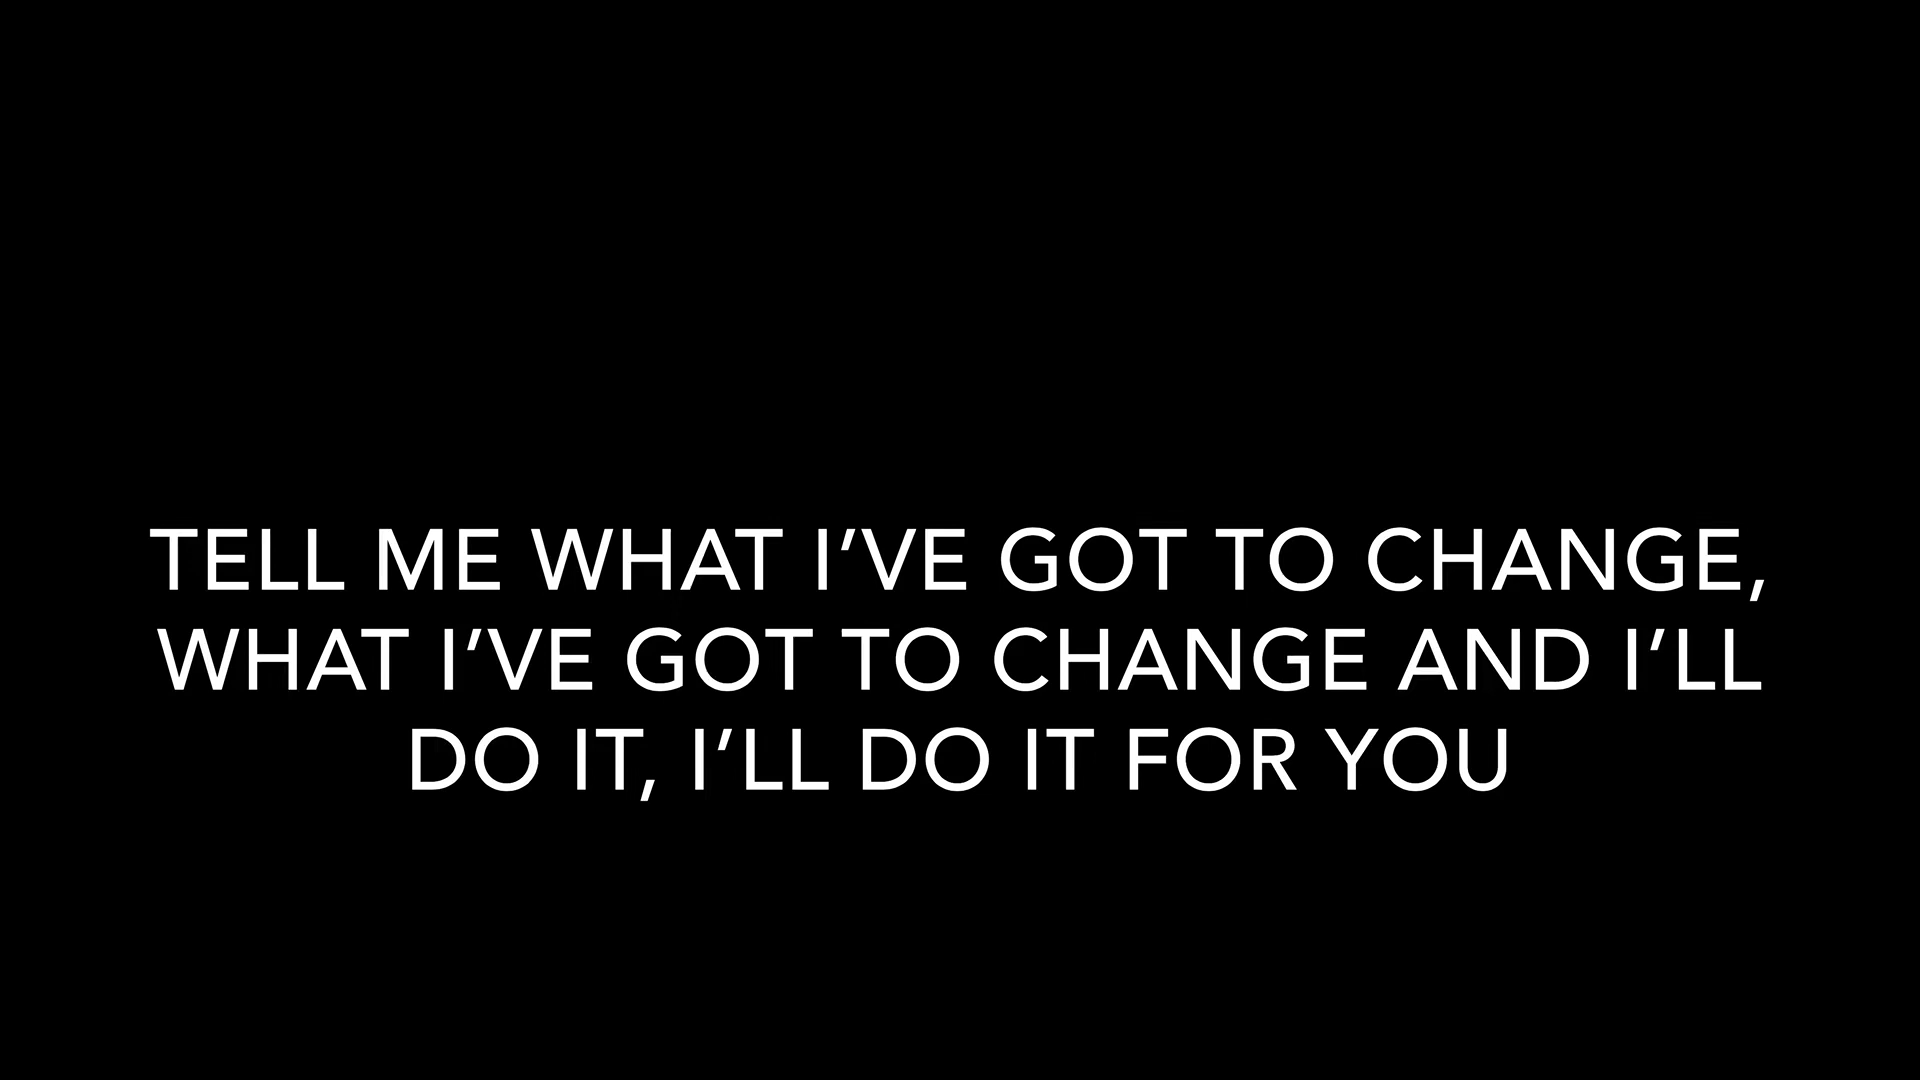 TELL ME WHAT I’VE GOT TO CHANGE,
WHAT I’VE GOT TO CHANGE AND I’LL
DO IT, I’LL DO IT FOR YOU